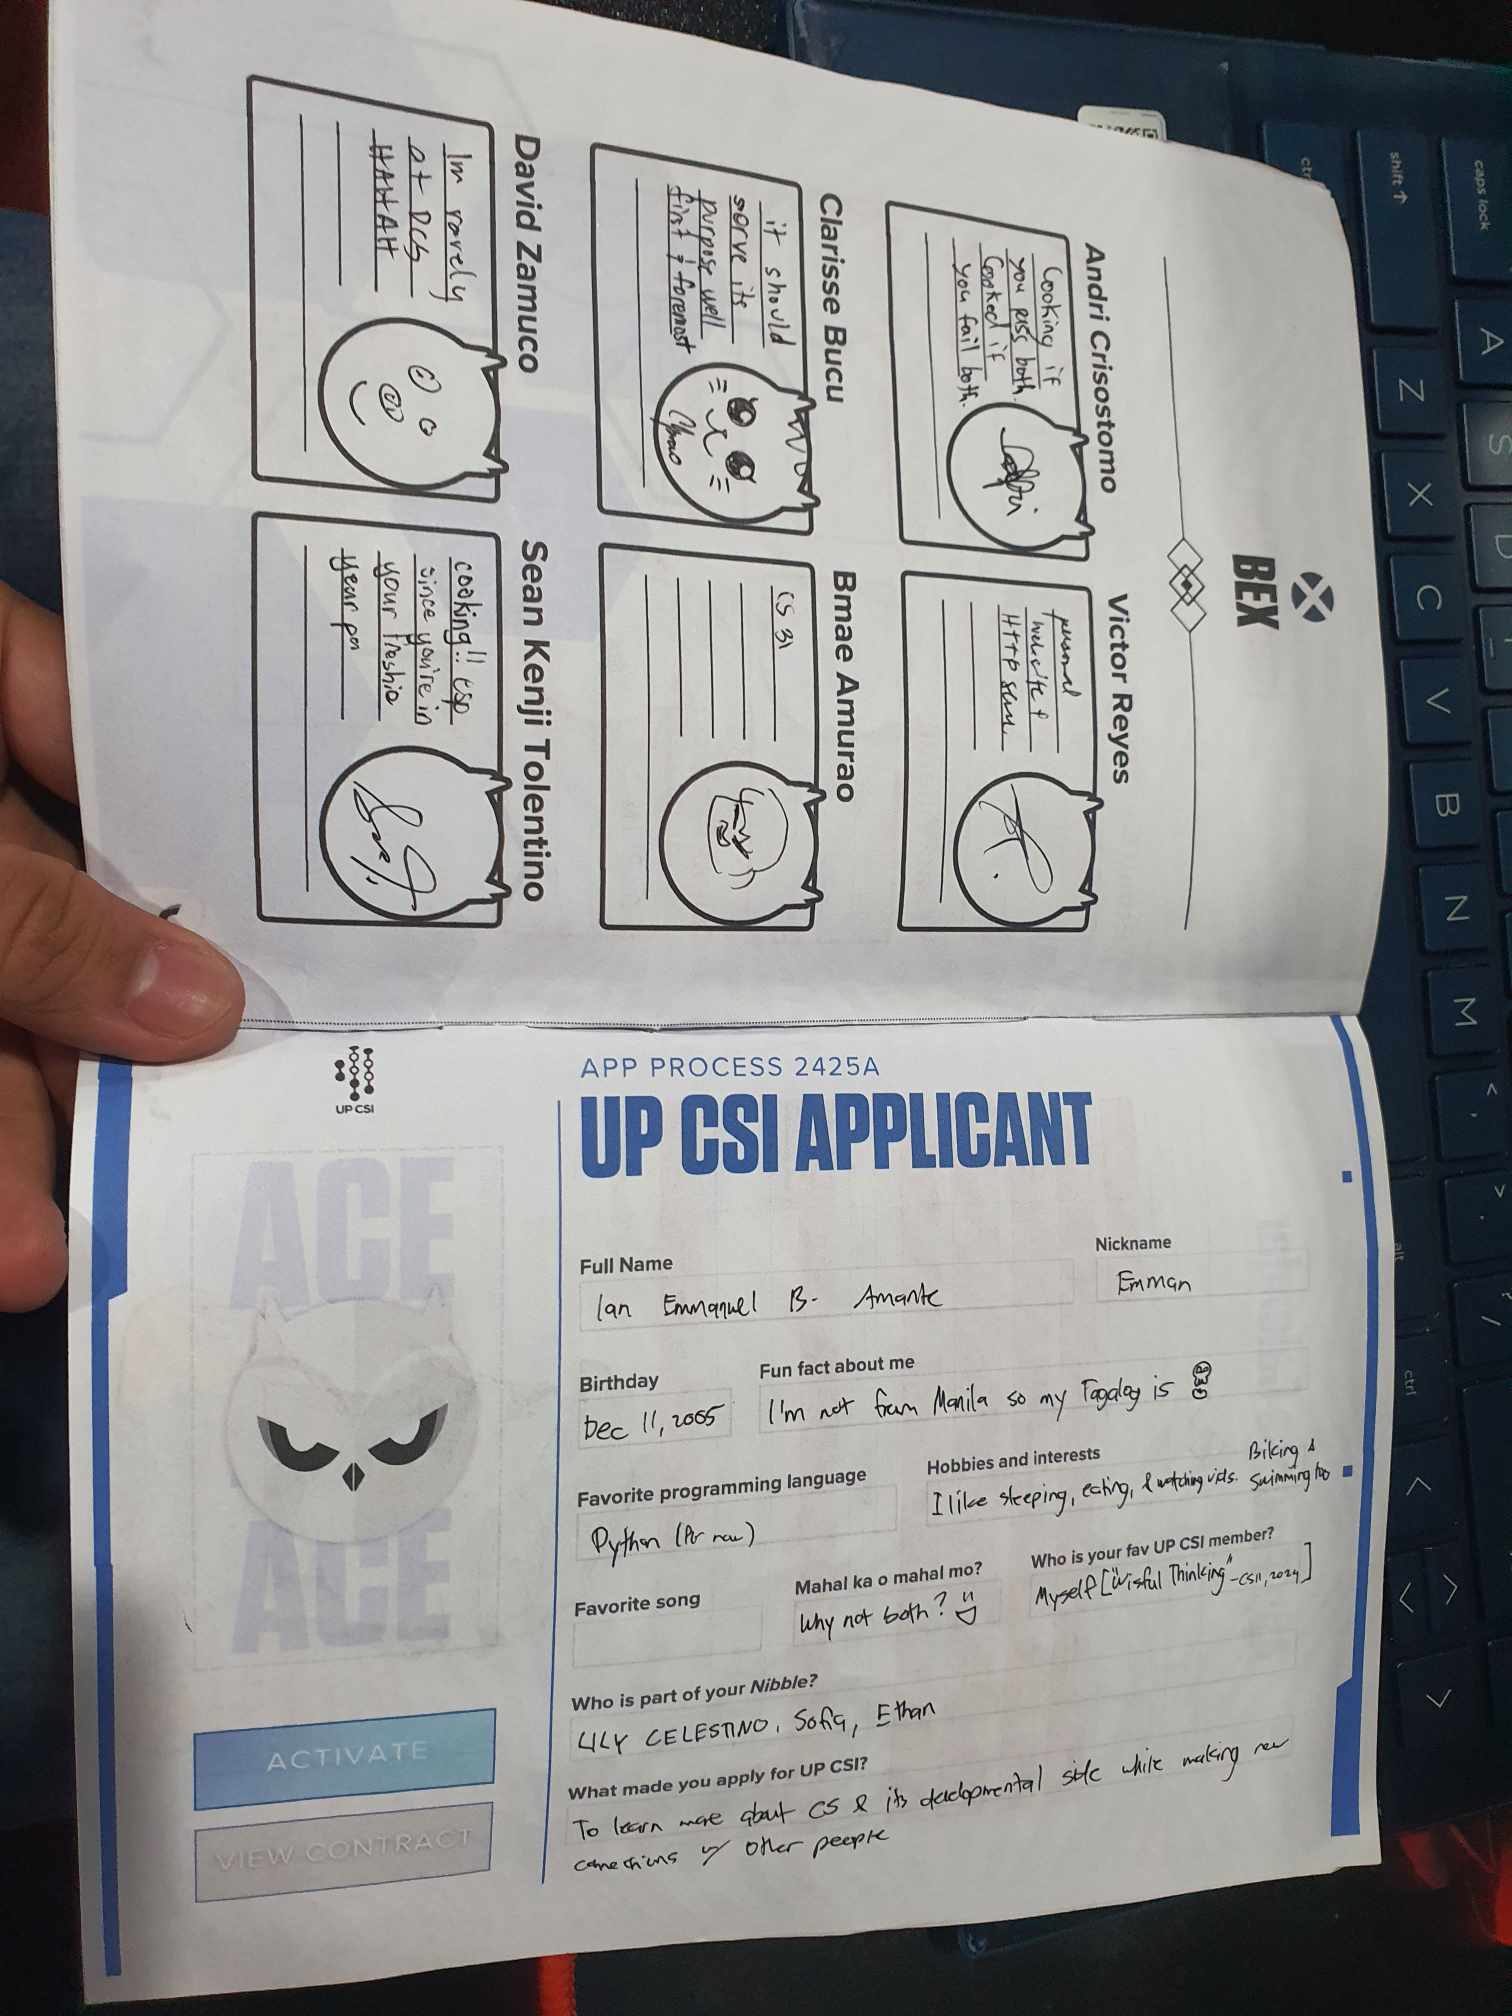 caps lock
A
S
D
shift
Z
X
C
V
B
N
M
<
,
>
.
?
/
alt
ctrl
<
>
BEX
Andri Crisostomo
Cooking if
you pass both.
Cooked if
you fail both.
Victor Reyes
personal
website +
HTTP
Clarisse Bucu
it should
serve its
purpose well
first & foremost
Bmae Amurao
CS 31
David Zamuco
Im rarely
at DCS
HAHAH
Sean Kenji Tolentino
cooking!! esp
since you're in
your freshie
year pa
APP PROCESS 2425A
UP CSI APPLICANT
Full Name
Ian Emmanuel B. Amante
Nickname
Emman
Birthday
Dec 11, 2005
Fun fact about me
I'm not from Manila so my Tagalog is
Favorite programming language
Python (for now)
Hobbies and interests
Biking &
I like sleeping, eating, & watching vids. Swimming too
Favorite song
Mahal ka o mahal mo?
Why not both?
Who is your fav UP CSI member?
Myself ["Wishful Thinking" -CS11, 2024]
Who is part of your Nibble?
LILY CELESTINO, Sofia, Ethan
What made you apply for UP CSI?
To learn more about CS & its developmental side while making new
connections w/ other people
UP CSI
ACE
ACE
ACTIVATE
VIEW CONTRACT